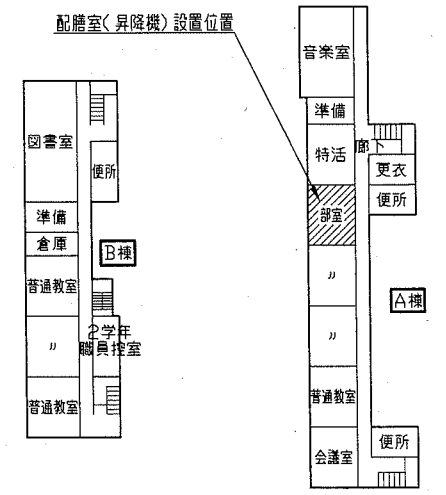 配膳室(昇降機)設置位置
図書室
便所
準備
倉庫
B棟
普通教室
〃
2学年
職員控室
普通教室
音楽室
準備
廊下
特活
更衣
便所
部室
〃
A棟
〃
普通教室
便所
会議室